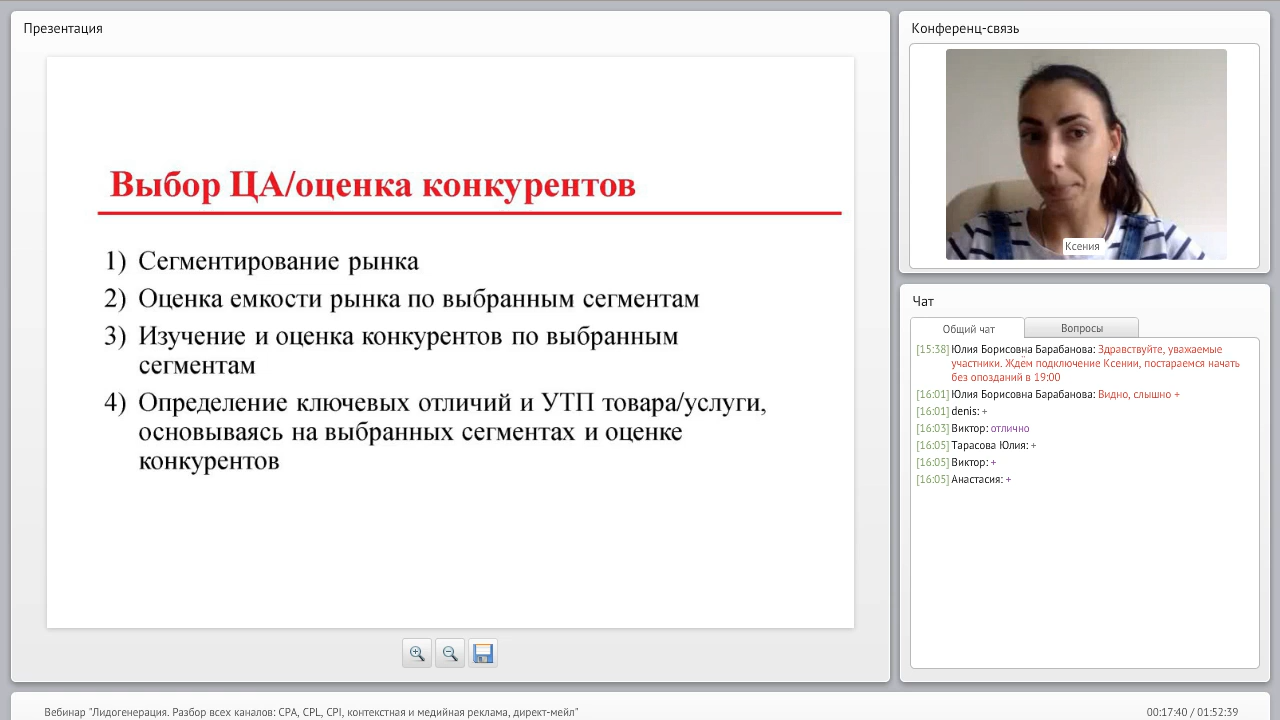 Презентация
Выбор ЦА/оценка конкурентов
1) Сегментирование рынка
2) Оценка емкости рынка по выбранным сегментам
3) Изучение и оценка конкурентов по выбранным
сегментам
4) Определение ключевых отличий и УТП товара/услуги,
основываясь на выбранных сегментах и оценке
конкурентов
Конференц-связь
Ксения
Чат
Общий чат
Вопросы
[15:38] Юлия Борисовна Барабанова: Здравствуйте, уважаемые
участники. Ждём подключение Ксении, постараемся начать
без опозданий в 19:00
[16:01] Юлия Борисовна Барабанова: Видно, слышно +
[16:01] denis: +
[16:03] Виктор: отлично
[16:05] Тарасова Юлия: +
[16:05] Виктор: +
[16:05] Анастасия: +
Вебинар "Лидогенерация. Разбор всех каналов: CPA, CPL, CPI, контекстная и медийная реклама, директ-мейл"
00:17:40 / 01:52:39